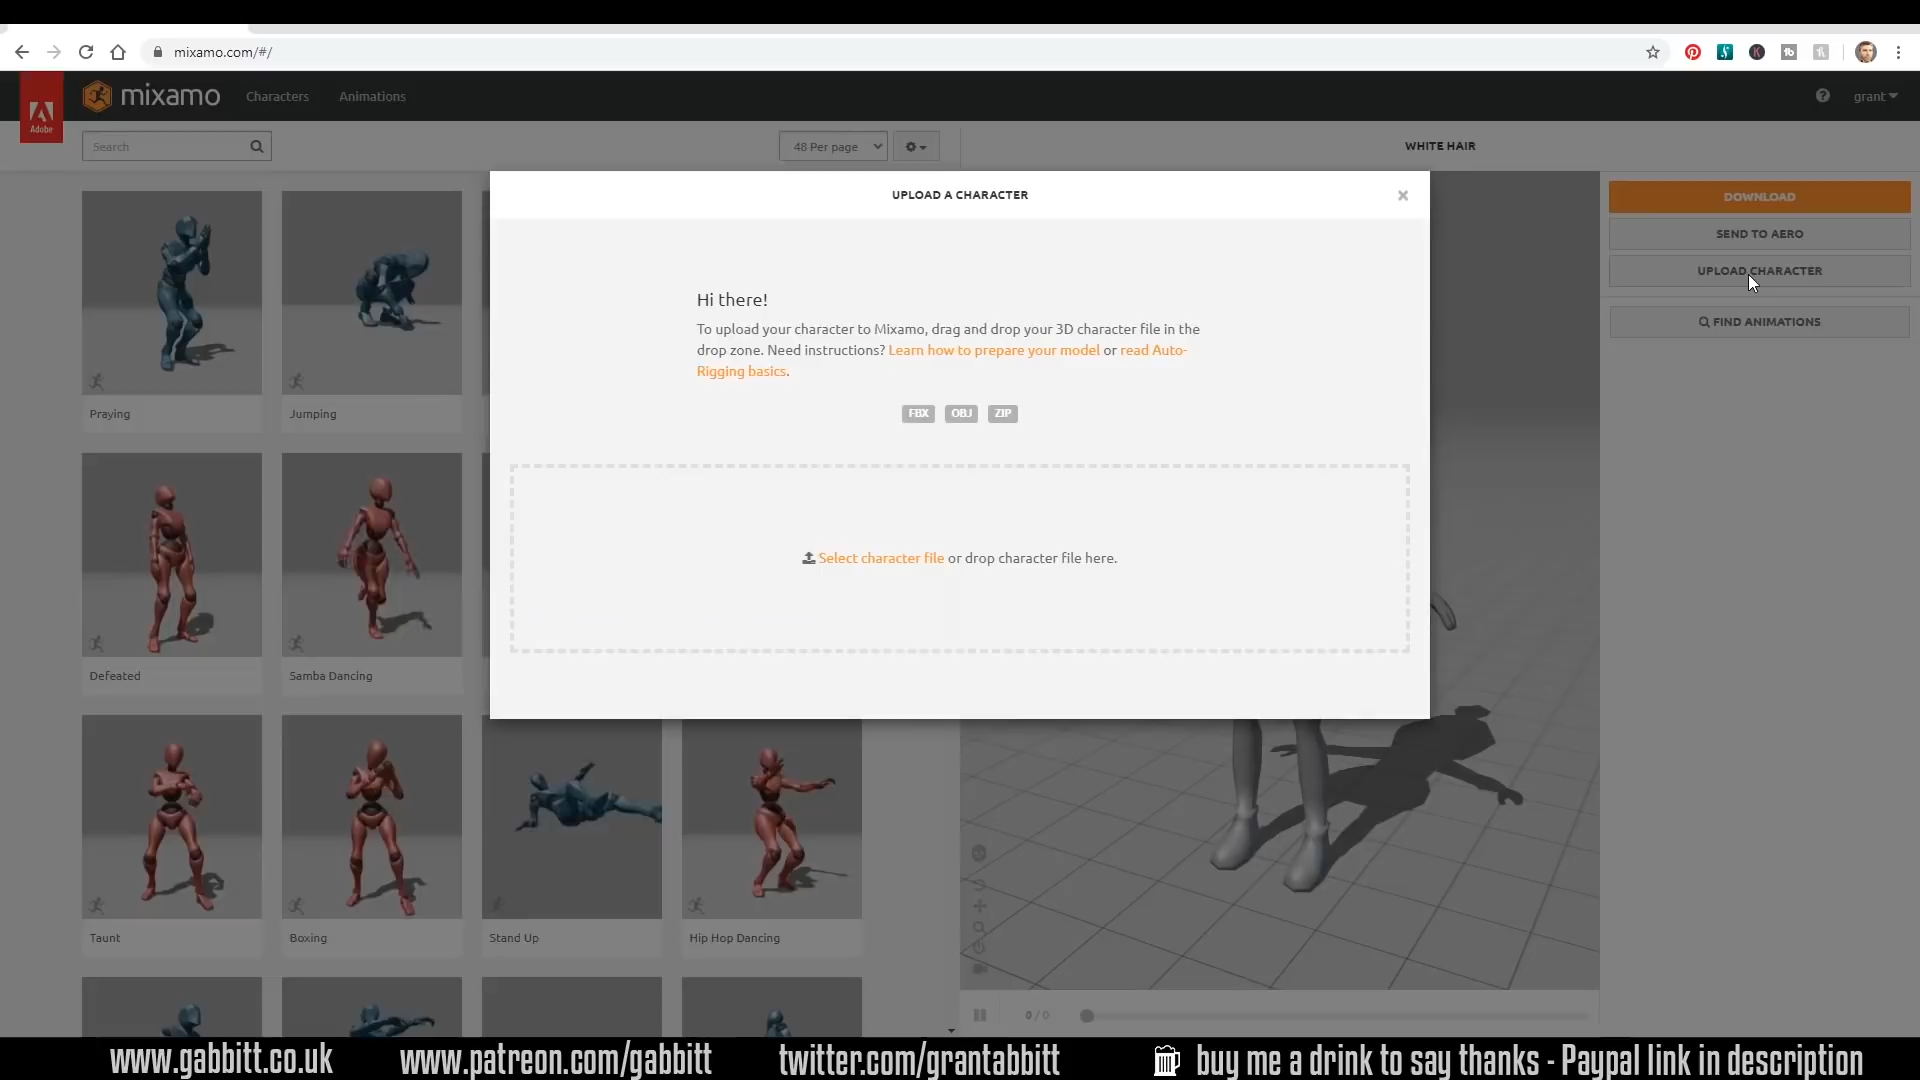 mixamo.com/#/
Adobe
mixamo
Characters
Animations
grant
Search
48 Per page
WHITE HAIR
UPLOAD A CHARACTER
DOWNLOAD
SEND TO AERO
UPLOAD CHARACTER
FIND ANIMATIONS
Hi there!
To upload your character to Mixamo, drag and drop your 3D character file in the
drop zone. Need instructions? Learn how to prepare your model or read Auto-
Rigging basics.
FBX OBJ ZIP
Select character file or drop character file here.
Praying
Jumping
Defeated
Samba Dancing
Taunt
Boxing
Stand Up
Hip Hop Dancing
0 / 0
www.gabbitt.co.uk
www.patreon.com/gabbitt
twitter.com/grantabbitt
buy me a drink to say thanks - Paypal link in description